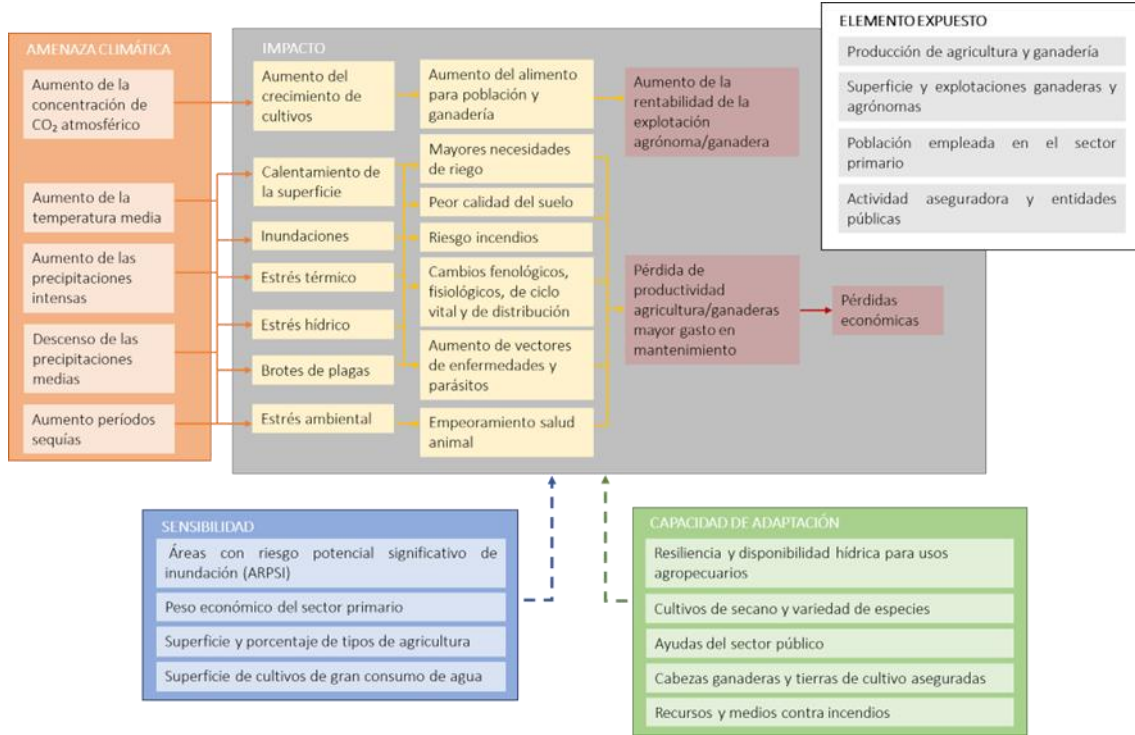 AMENAZA CLIMÁTICA
Aumento de la
concentración de
CO₂ atmosférico
Aumento de la
temperatura media
Aumento de las
precipitaciones
intensas
Descenso de las
precipitaciones
medias
Aumento períodos
sequías
IMPACTO
Aumento del
crecimiento de
cultivos
Calentamiento de
la superficie
Inundaciones
Estrés térmico
Estrés hídrico
Brotes de plagas
Estrés ambiental
Aumento del alimento
para población y
ganadería
Mayores necesidades
de riego
Peor calidad del suelo
Riesgo incendios
Cambios fenológicos,
fisiológicos, de ciclo
vital y de distribución
Aumento de vectores
de enfermedades y
parásitos
Empeoramiento salud
animal
Aumento de la
rentabilidad de la
explotación
agrónoma/ganadera
Pérdida de
productividad
agricultura/ganaderas
mayor gasto en
mantenimiento
Pérdidas
económicas
ELEMENTO EXPUESTO
Producción de agricultura y ganadería
Superficie y explotaciones ganaderas y
agrónomas
Población empleada en el sector
primario
Actividad aseguradora y entidades
públicas
SENSIBILIDAD
Áreas con riesgo potencial significativo de
inundación (ARPSI)
Peso económico del sector primario
Superficie y porcentaje de tipos de agricultura
Superficie de cultivos de gran consumo de agua
CAPACIDAD DE ADAPTACIÓN
Resiliencia y disponibilidad hídrica para usos
agropecuarios
Cultivos de secano y variedad de especies
Ayudas del sector público
Cabezas ganaderas y tierras de cultivo aseguradas
Recursos y medios contra incendios